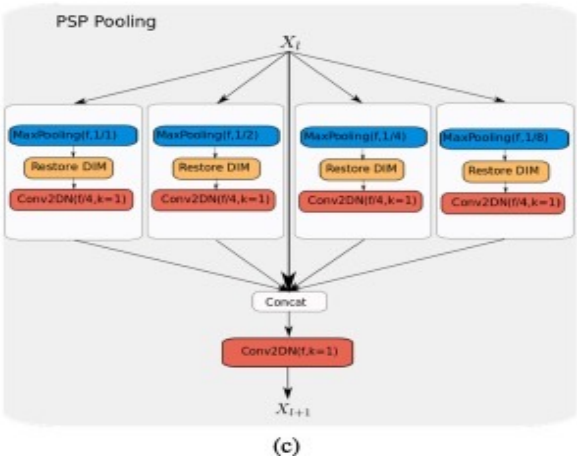 PSP Pooling
X_l
MaxPooling(f,1/1)
MaxPooling(f,1/2)
MaxPooling(f,1/4)
MaxPooling(f,1/8)
Restore DIM
Restore DIM
Restore DIM
Restore DIM
Conv2DN(f/4,k=1)
Conv2DN(f/4,k=1)
Conv2DN(f/4,k=1)
Conv2DN(f/4,k=1)
Concat
Conv2DN(f,k=1)
X_{l+1}
(c)